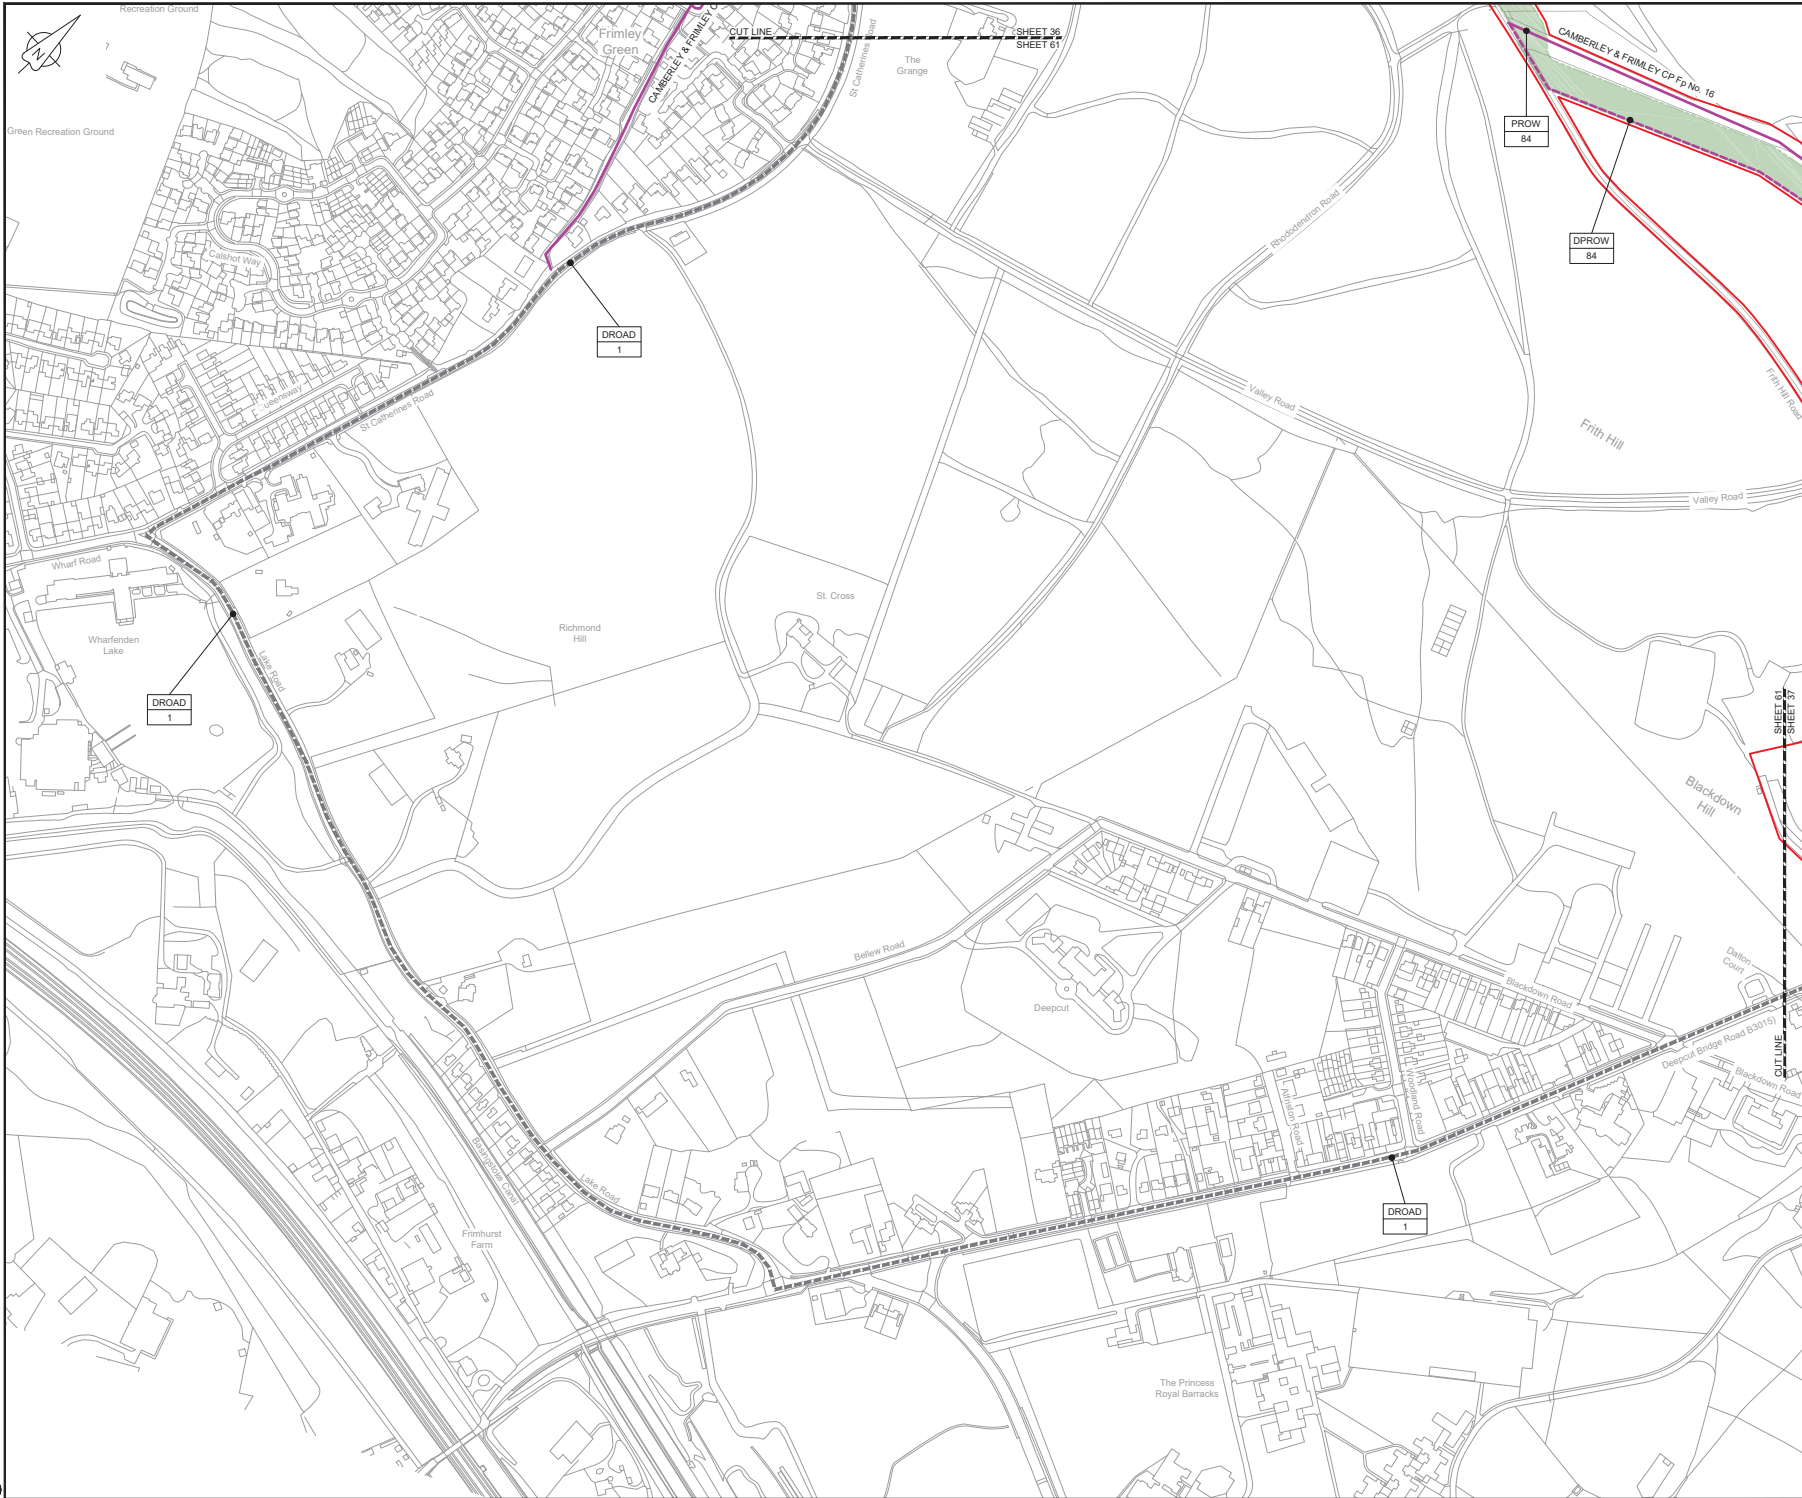 Recreation Ground
N
Frimley
Green
CAMBERLEY & FRIMLEY C
CUT LINE
SHEET 36
SHEET 61
St Catherines Road
The
Grange
CAMBERLEY & FRIMLEY CP Fp No. 16
Green Recreation Ground
PROW
84
DPROW
84
Rhododendron Road
Calshot Way
DROAD
1
Frith Hill Road
Queensway
St Catherines Road
Valley Road
Frith Hill
Valley Road
Wharf Road
St. Cross
Wharfenden
Lake
Richmond
Hill
Lake Road
DROAD
1
SHEET 61
SHEET 37
Blackdown
Hill
Bellew Road
Deepcut
Dalton
Court
Blackdown Road
Deepcut Bridge Road B3015)
CUT LINE
Blackdown Road
Woodland Road
Alfriston Road
Basingstoke Canal
Lake Road
Frimhurst
Farm
DROAD
1
The Princess
Royal Barracks